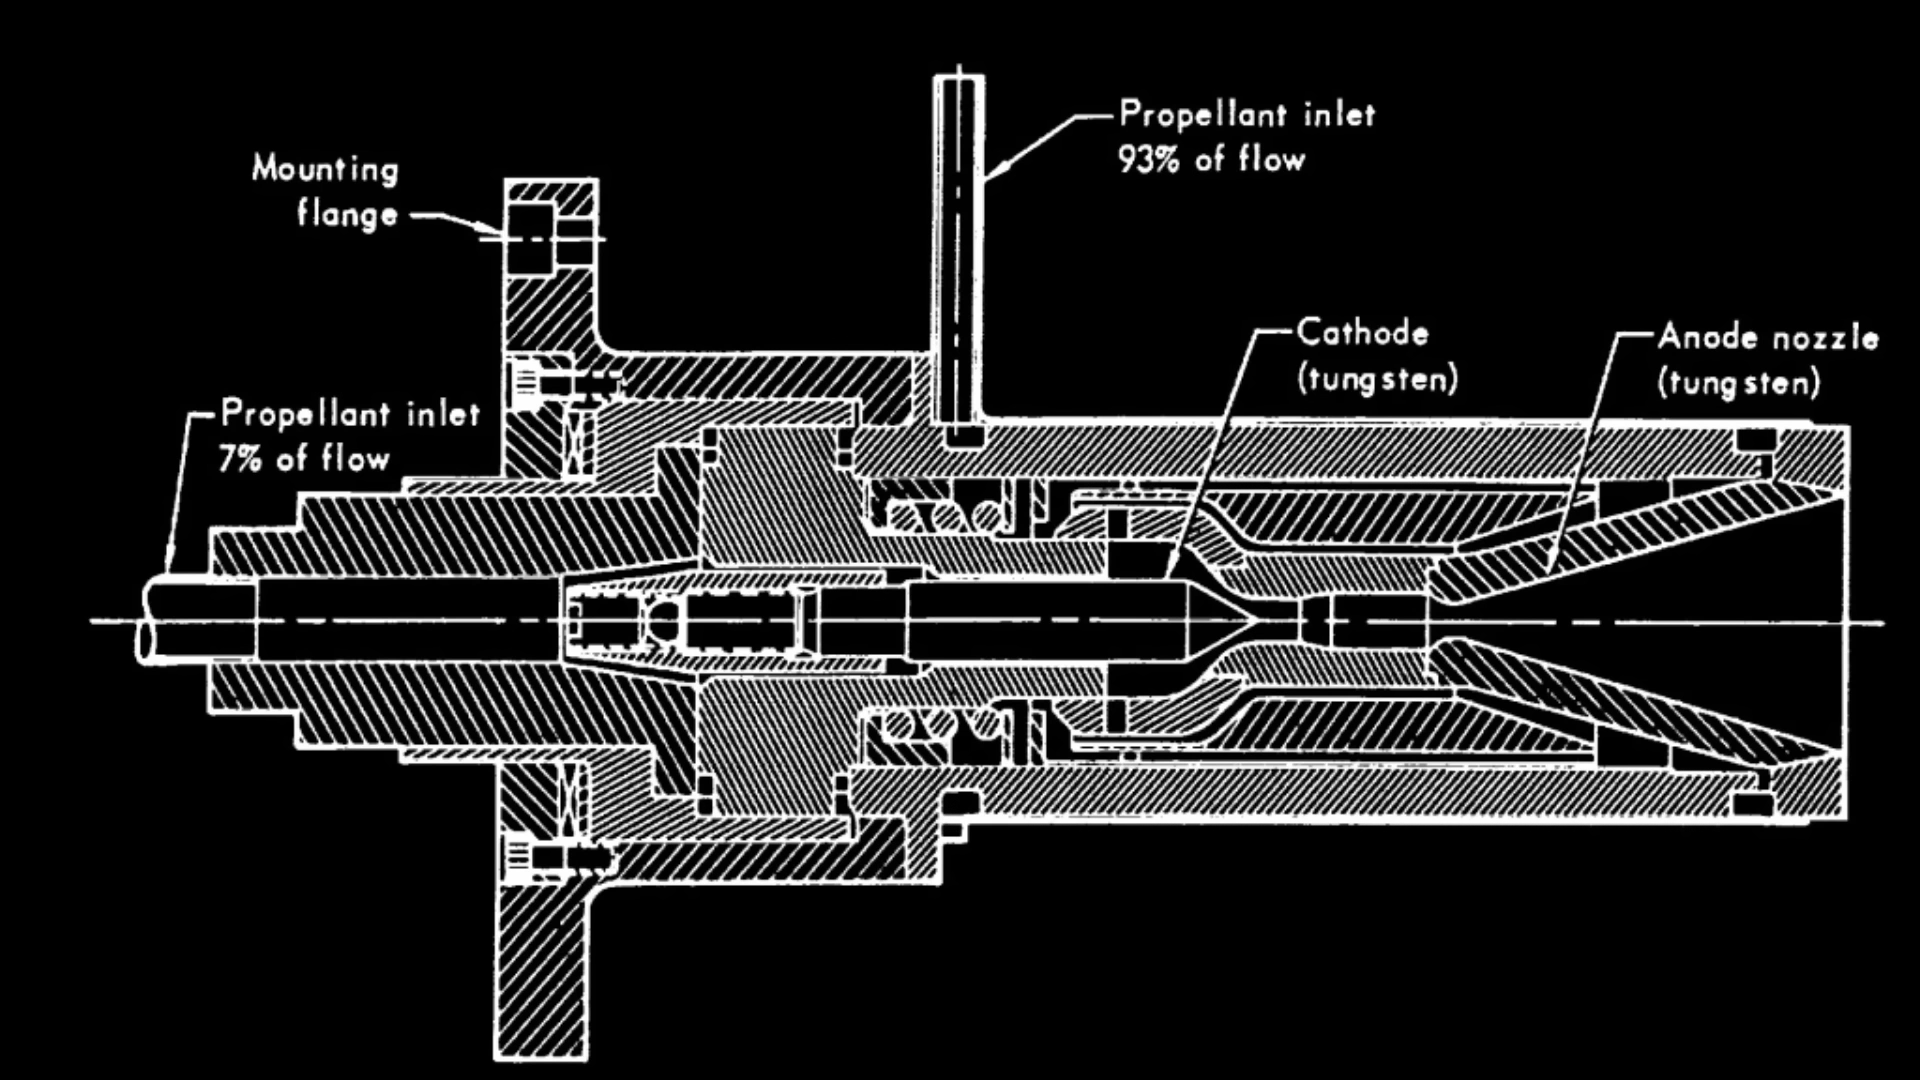 Propellant inlet
93% of flow
Mounting
flange
Cathode
(tungsten)
Anode nozzle
(tungsten)
Propellant inlet
7% of flow